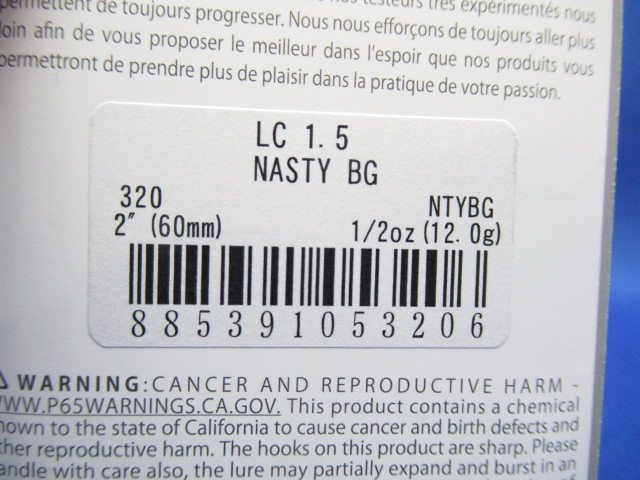 permettent de toujours progresser. Nous nous efforçons de toujours aller plus
loin afin de vous proposer le meilleur dans l'espoir que nos produits vous
permettront de prendre plus de plaisir dans la pratique de votre passion.
LC 1.5
NASTY BG
320 NTYBG
2" (60mm) 1/2oz (12.0g)
885391053206
WARNING: CANCER AND REPRODUCTIVE HARM -
WWW.P65WARNINGS.CA.GOV. This product contains a chemical
nown to the state of California to cause cancer and birth defects and
ther reproductive harm. The hooks on this product are sharp. Please
andle with care also, the lure may partially expand and burst in an